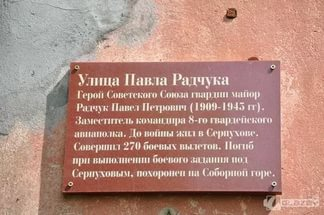 Улица Павла Радчука
Герой Советского Союза гвардии майор
Радчук Павел Петрович (1909-1943 гг).
Заместитель командира 8-го гвардейского
авиаполка. До войны жил в Серпухове.
Совершил 270 боевых вылетов. Погиб
при выполнении боевого задания под
Серпуховым, похоронен на Соборной горе.